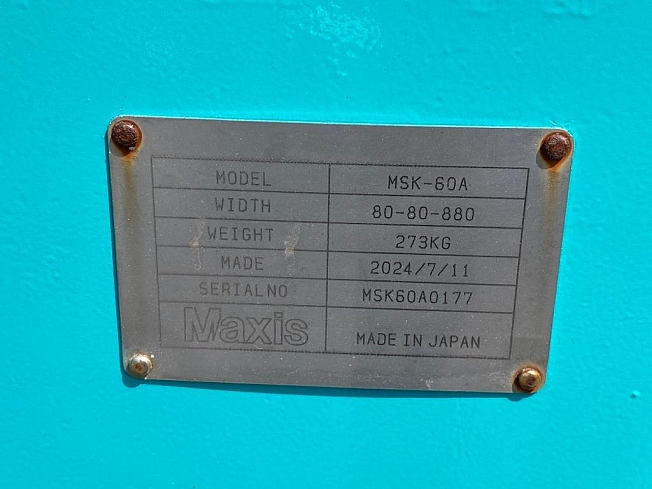 MODEL MSK-60A
WIDTH 80-80-880
WEIGHT 273KG
MADE 2024/7/11
SERIALNO MSK60A0177
Maxis MADE IN JAPAN